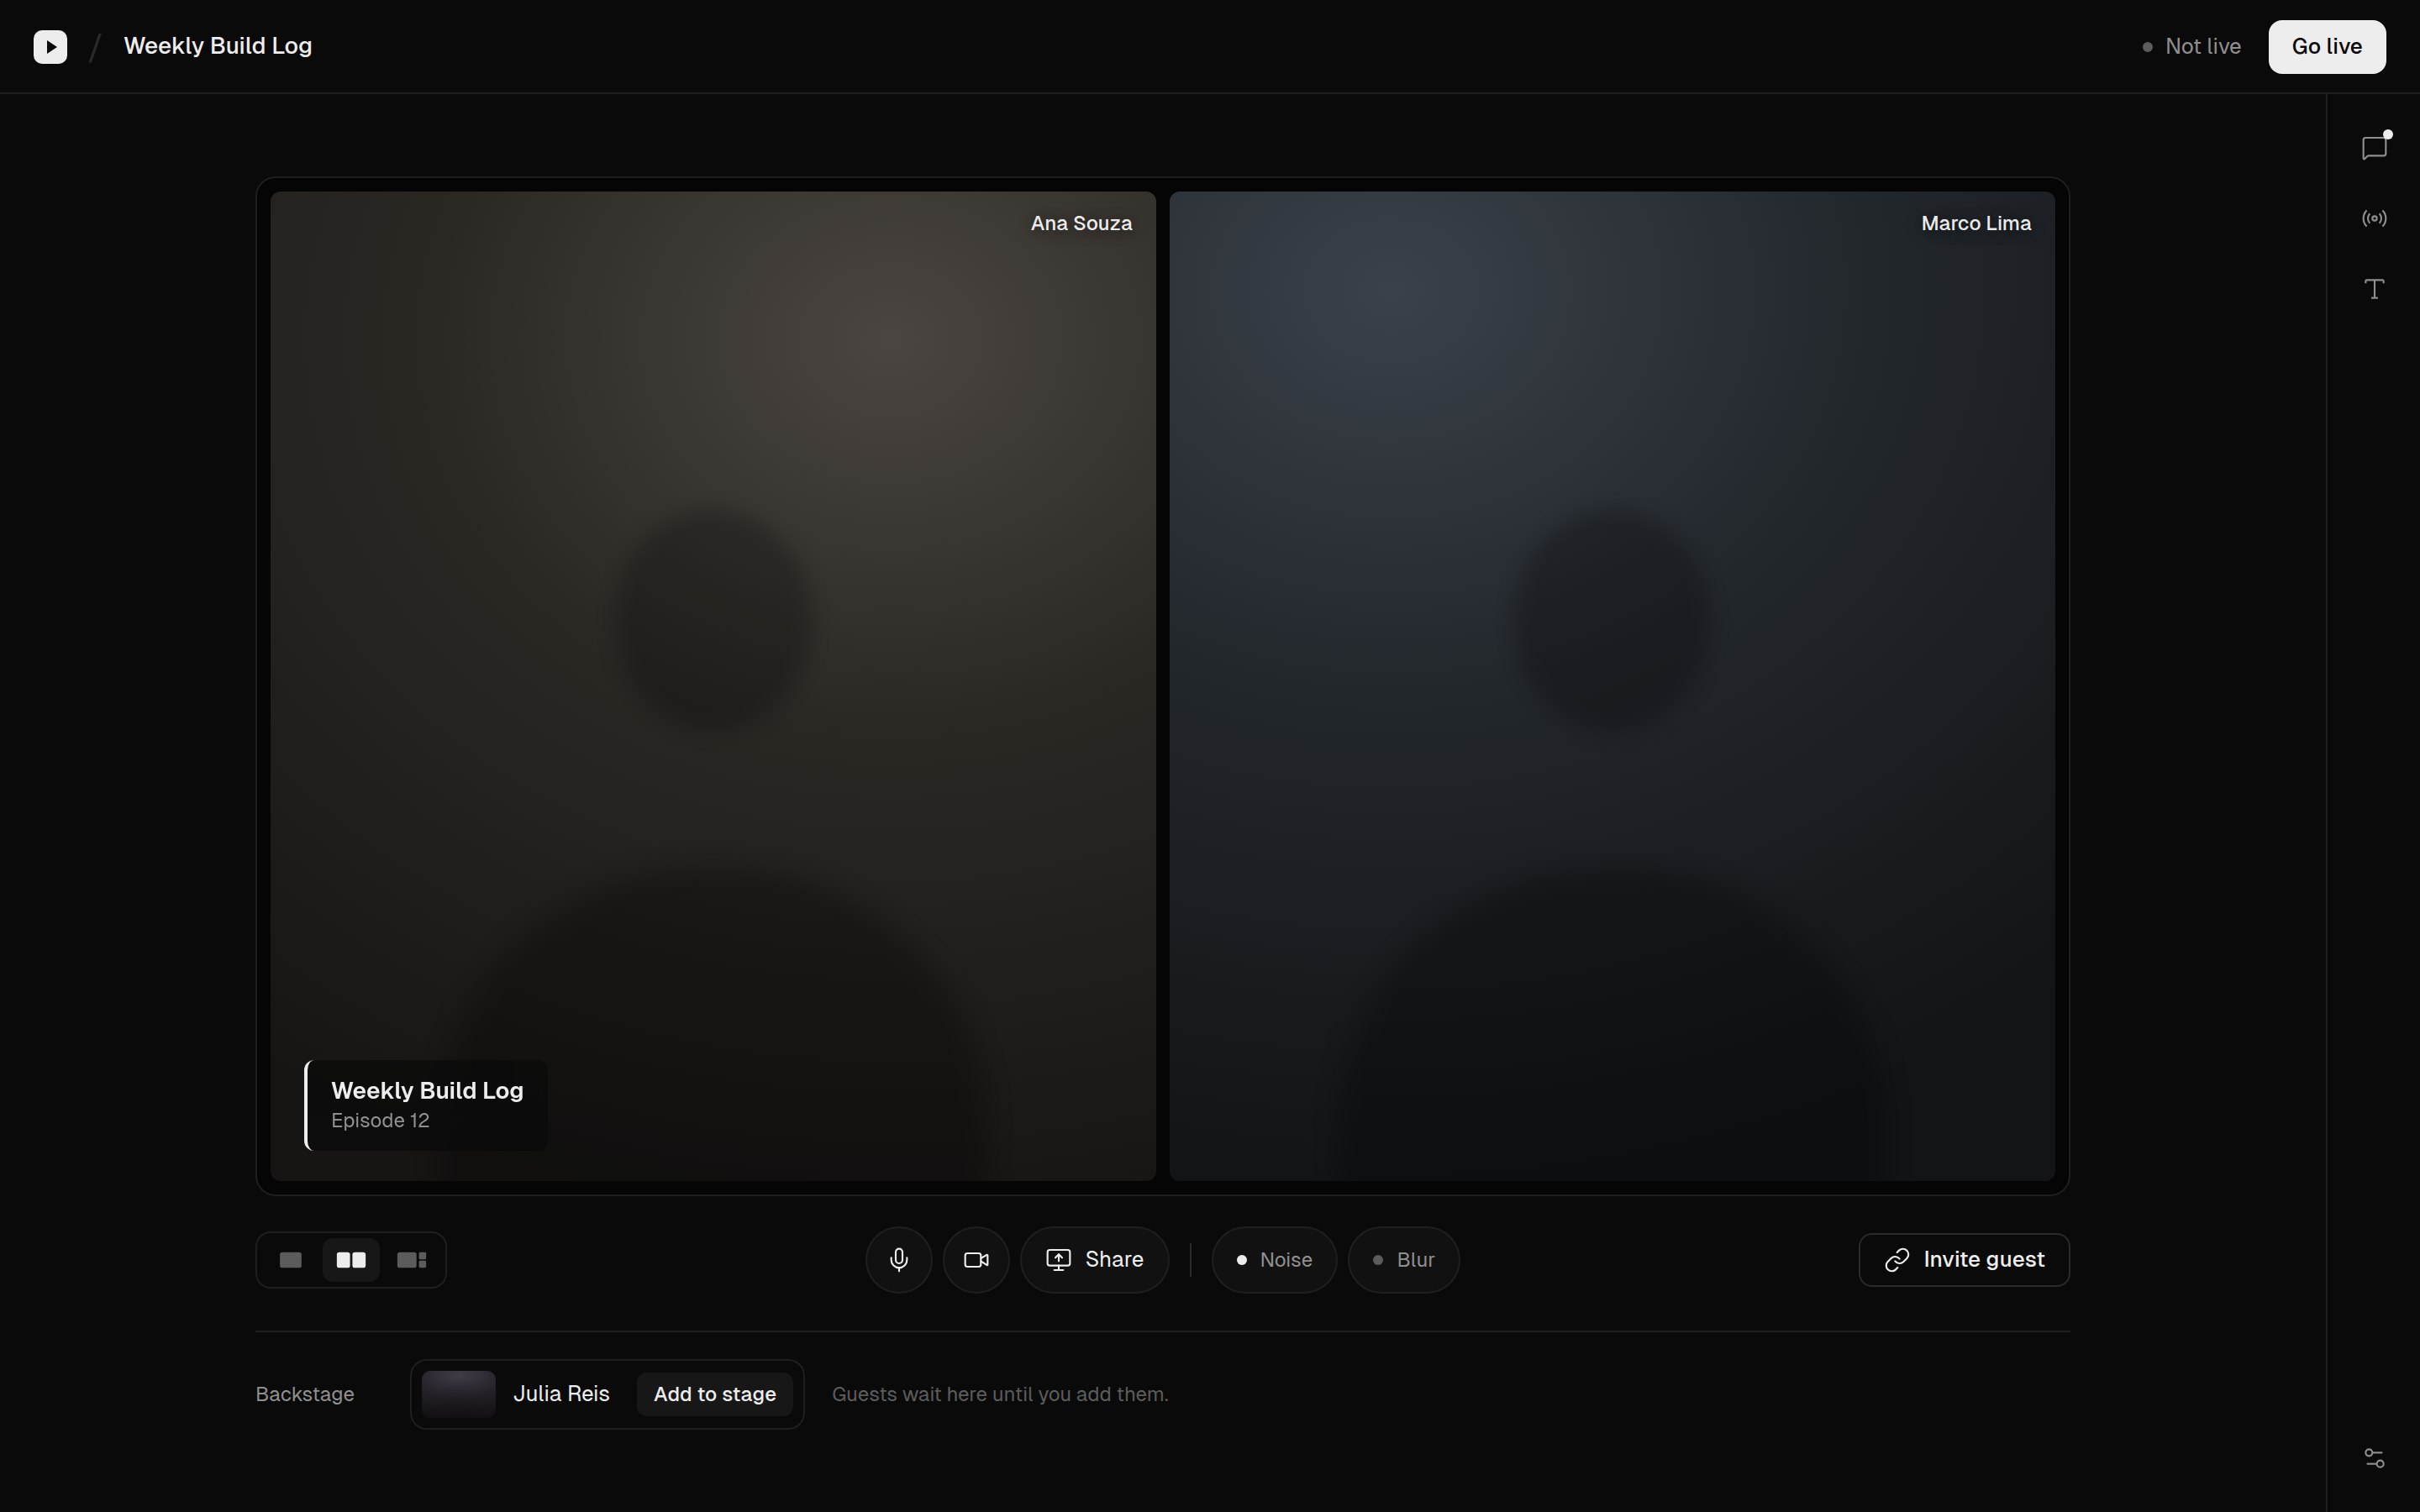 Weekly Build Log
Not live
Go live
Ana Souza
Marco Lima
Weekly Build Log
Episode 12
Share
Noise
Blur
Invite guest
Backstage
Julia Reis
Add to stage
Guests wait here until you add them.